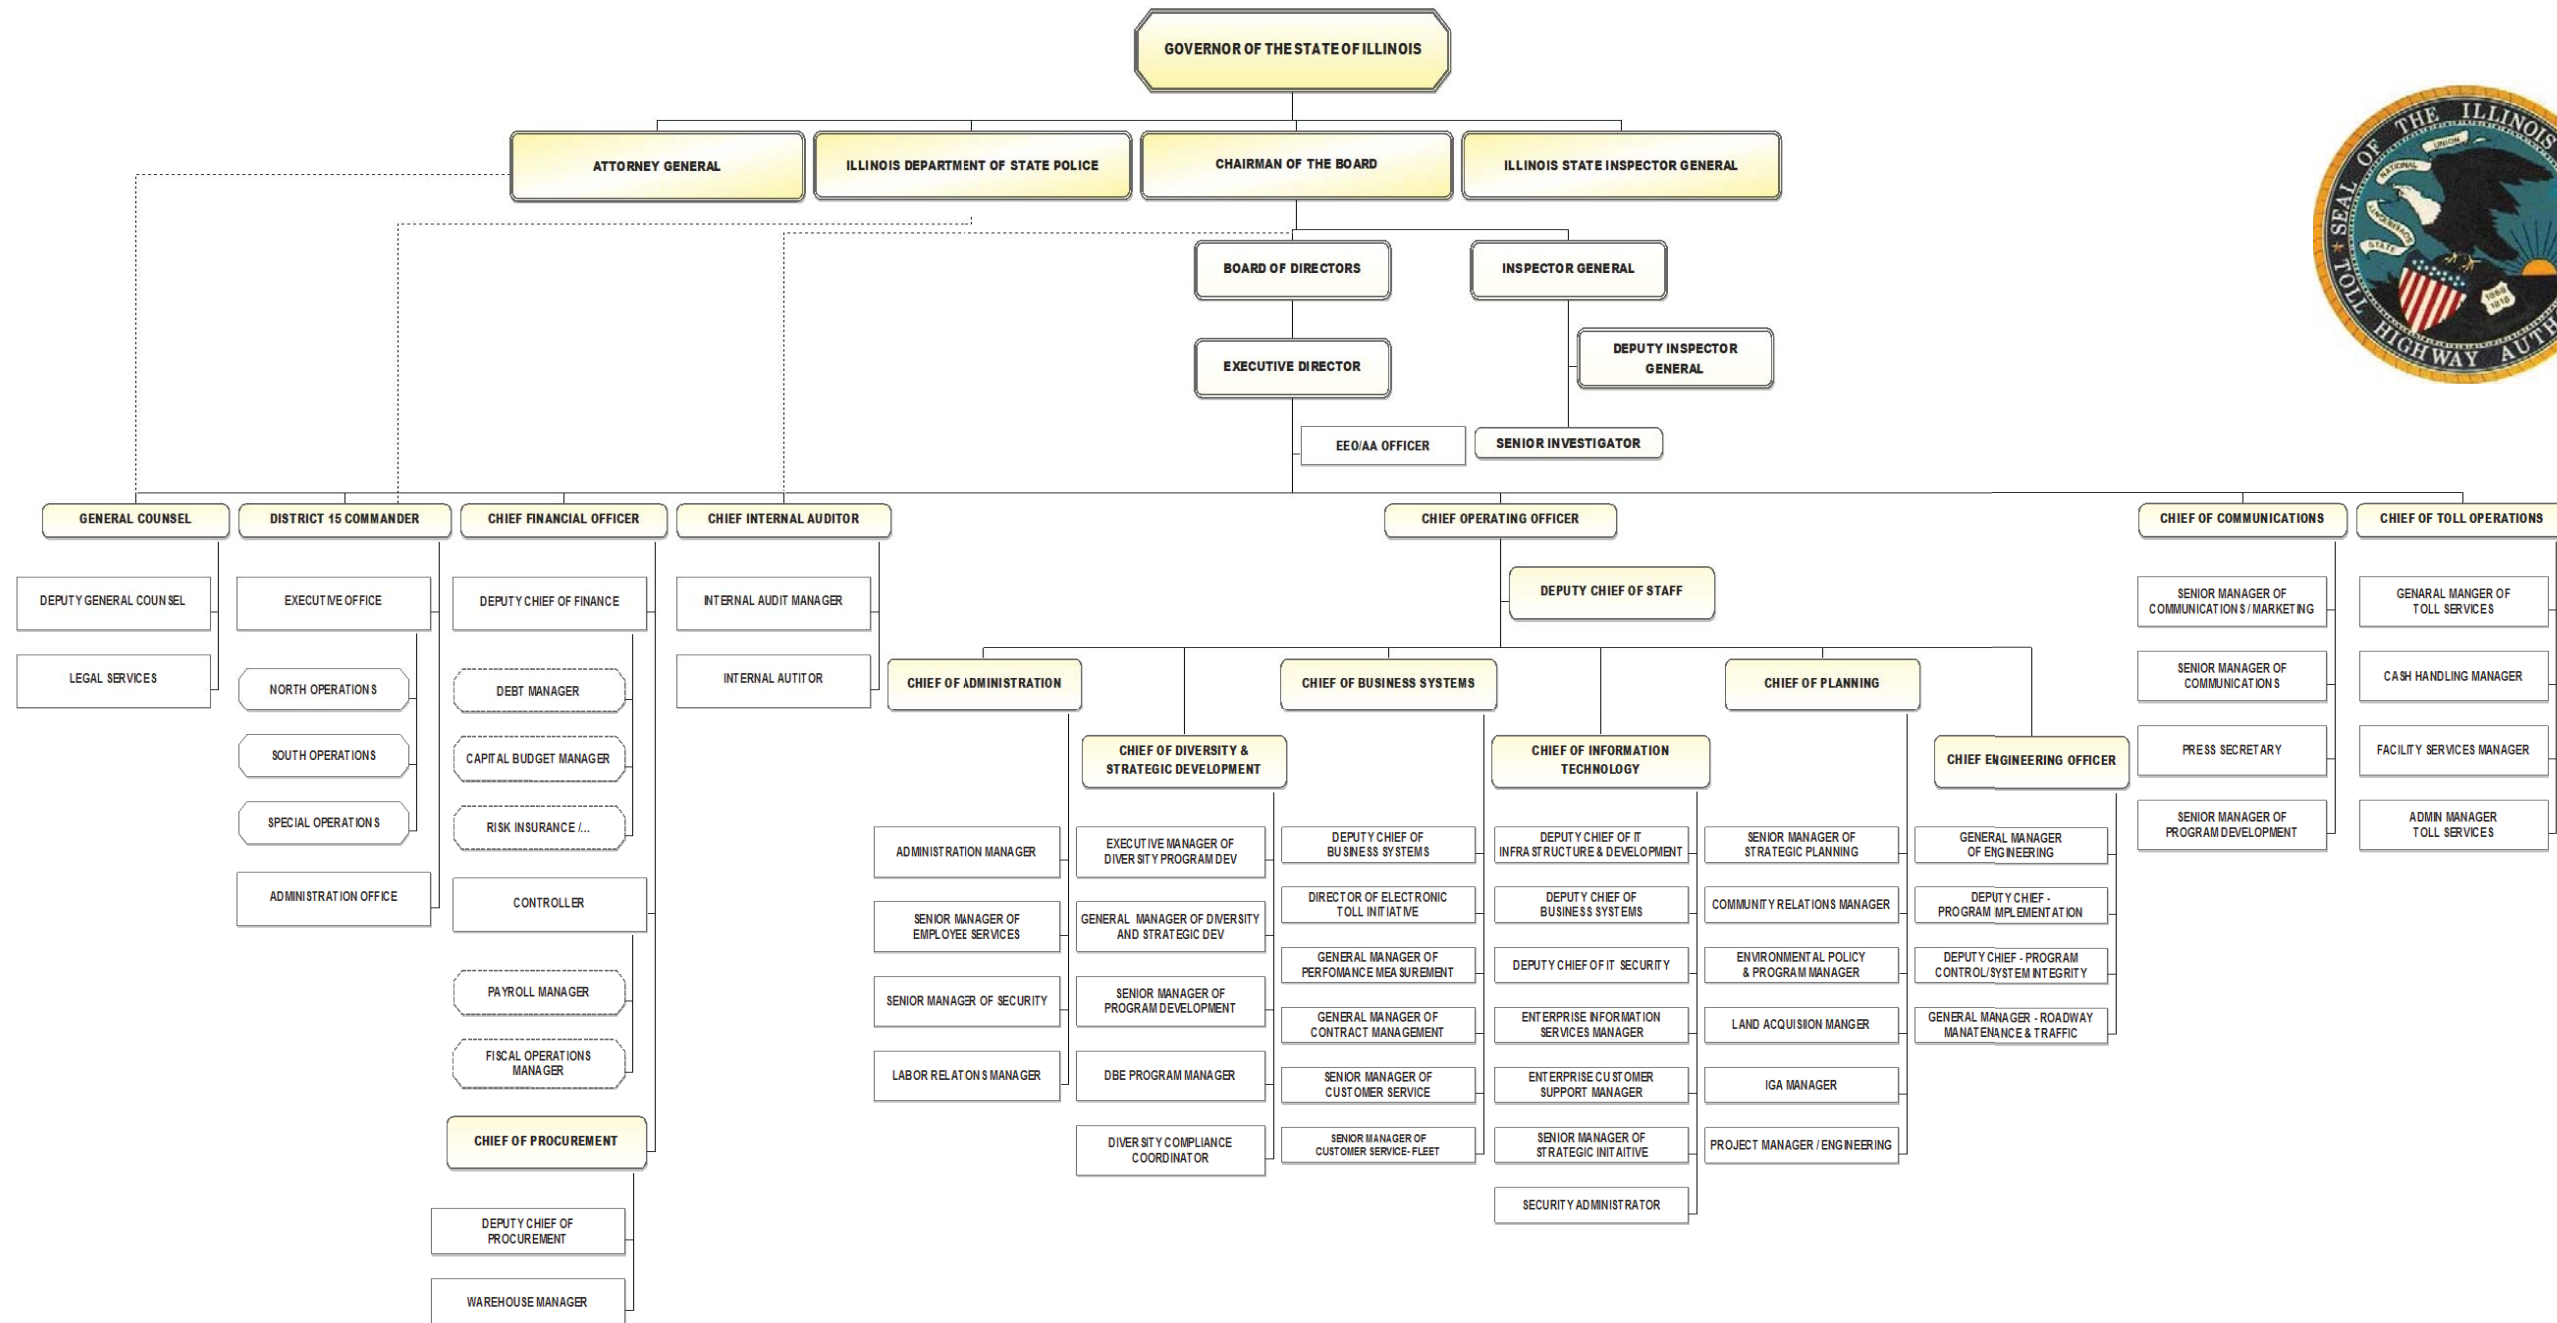 GOVERNOR OF THE STATE OF ILLINOIS
ATTORNEY GENERAL
ILLINOIS DEPARTMENT OF STATE POLICE
CHAIRMAN OF THE BOARD
ILLINOIS STATE INSPECTOR GENERAL
SEAL OF THE ILLINOIS
TOLL HIGHWAY AUTH
STATE
SOVEREIGNTY
NATIONAL
UNION
1868
1818
BOARD OF DIRECTORS
INSPECTOR GENERAL
EXECUTIVE DIRECTOR
DEPUTY INSPECTOR
GENERAL
EEO/AA OFFICER
SENIOR INVESTIGATOR
GENERAL COUNSEL
DISTRICT 15 COMMANDER
CHIEF FINANCIAL OFFICER
CHIEF INTERNAL AUDITOR
CHIEF OPERATING OFFICER
CHIEF OF COMMUNICATIONS
CHIEF OF TOLL OPERATIONS
DEPUTY GENERAL COUNSEL
LEGAL SERVICES
EXECUTIVE OFFICE
NORTH OPERATIONS
SOUTH OPERATIONS
SPECIAL OPERATIONS
ADMINISTRATION OFFICE
DEPUTY CHIEF OF FINANCE
DEBT MANAGER
CAPITAL BUDGET MANAGER
RISK INSURANCE /...
CONTROLLER
PAYROLL MANAGER
FISCAL OPERATIONS
MANAGER
CHIEF OF PROCUREMENT
DEPUTY CHIEF OF
PROCUREMENT
WAREHOUSE MANAGER
INTERNAL AUDIT MANAGER
INTERNAL AUTITOR
DEPUTY CHIEF OF STAFF
CHIEF OF ADMINISTRATION
ADMINISTRATION MANAGER
SENIOR MANAGER OF
EMPLOYEE SERVICES
SENIOR MANAGER OF SECURITY
LABOR RELATONS MANAGER
CHIEF OF DIVERSITY &
STRATEGIC DEVELOPMENT
EXECUTIVE MANAGER OF
DIVERSITY PROGRAM DEV
GENERAL MANAGER OF DIVERSITY
AND STRATEGIC DEV
SENIOR MANAGER OF
PROGRAM DEVELOPMENT
DBE PROGRAM MANAGER
DIVERSITY COMPLIANCE
COORDINATOR
CHIEF OF BUSINESS SYSTEMS
DEPUTY CHIEF OF
BUSINESS SYSTEMS
DIRECTOR OF ELECTRONIC
TOLL INITIATIVE
GENERAL MANAGER OF
PERFOMANCE MEASUREMENT
GENERAL MANAGER OF
CONTRACT MANAGEMENT
SENIOR MANAGER OF
CUSTOMER SERVICE
SENIOR MANAGER OF
CUSTOMER SERVICE- FLEET
CHIEF OF INFORMATION
TECHNOLOGY
DEPUTY CHIEF OF IT
INFRASTRUCTURE & DEVELOPMENT
DEPUTY CHIEF OF
BUSINESS SYSTEMS
DEPUTY CHIEF OF IT SECURITY
ENTERPRISE INFORMATION
SERVICES MANAGER
ENTERPRISE CUSTOMER
SUPPORT MANAGER
SENIOR MANAGER OF
STRATEGIC INITAITIVE
SECURITY ADMINISTRATOR
CHIEF OF PLANNING
SENIOR MANAGER OF
STRATEGIC PLANNING
COMMUNITY RELATIONS MANAGER
ENVIRONMENTAL POLICY
& PROGRAM MANAGER
LAND ACQUISIION MANGER
IGA MANAGER
PROJECT MANAGER / ENGINEERING
CHIEF ENGINEERING OFFICER
GENERAL MANAGER
OF ENGINEERING
DEPUTY CHIEF -
PROGRAM IMPLEMENTATION
DEPUTY CHIEF - PROGRAM
CONTROL/SYSTEM INTEGRITY
GENERAL MANAGER - ROADWAY
MANATENANCE & TRAFFIC
SENIOR MANAGER OF
COMMUNICATIONS / MARKETING
SENIOR MANAGER OF
COMMUNICATIONS
PRESS SECRETARY
SENIOR MANAGER OF
PROGRAM DEVELOPMENT
GENARAL MANGER OF
TOLL SERVICES
CASH HANDLING MANAGER
FACILITY SERVICES MANAGER
ADMIN MANAGER
TOLL SERVICES